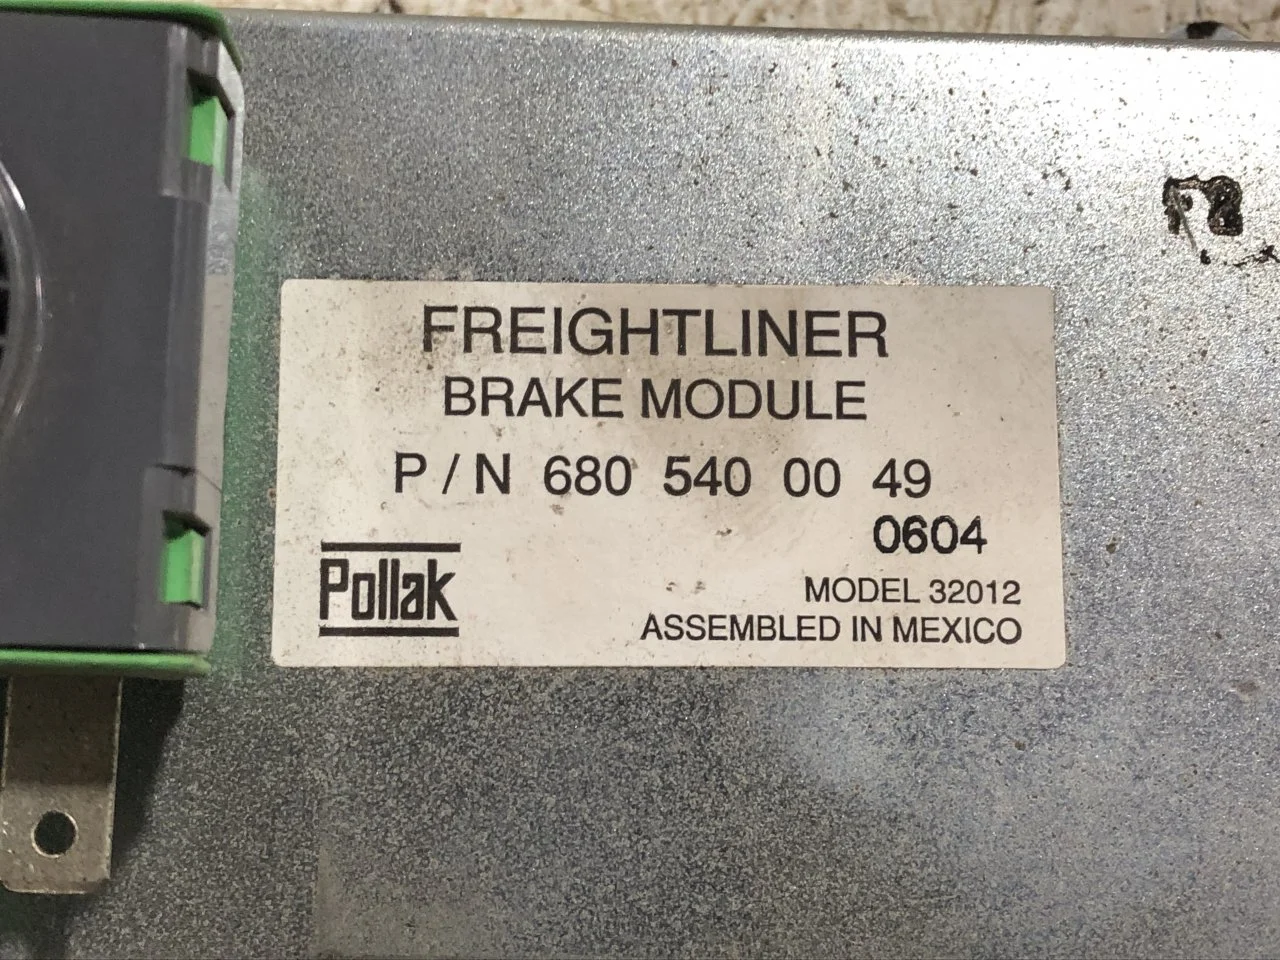 FREIGHTLINER
BRAKE MODULE
P / N 680 540 00 49
0604
Pollak
MODEL 32012
ASSEMBLED IN MEXICO